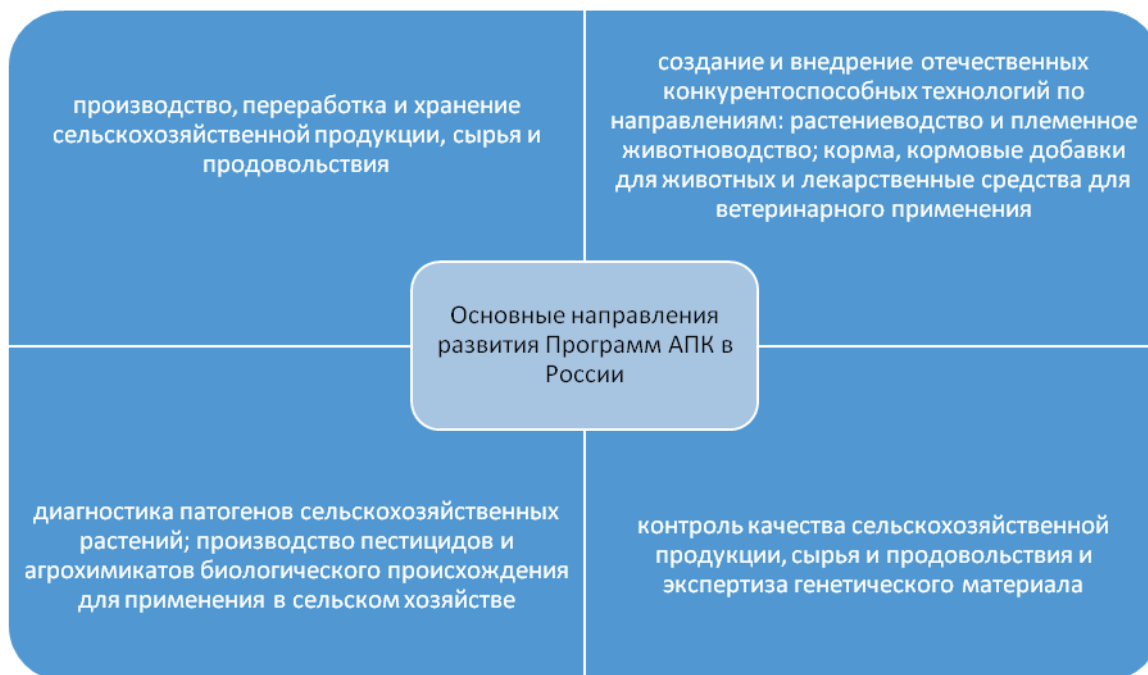 производство, переработка и хранение
сельскохозяйственной продукции, сырья и
продовольствия
создание и внедрение отечественных
конкурентоспособных технологий по
направлениям: растениеводство и племенное
животноводство; корма, кормовые добавки
для животных и лекарственные средства для
ветеринарного применения
Основные направления
развития Программ АПК в
России
диагностика патогенов сельскохозяйственных
растений; производство пестицидов и
агрохимикатов биологического происхождения
для применения в сельском хозяйстве
контроль качества сельскохозяйственной
продукции, сырья и продовольствия и
экспертиза генетического материала